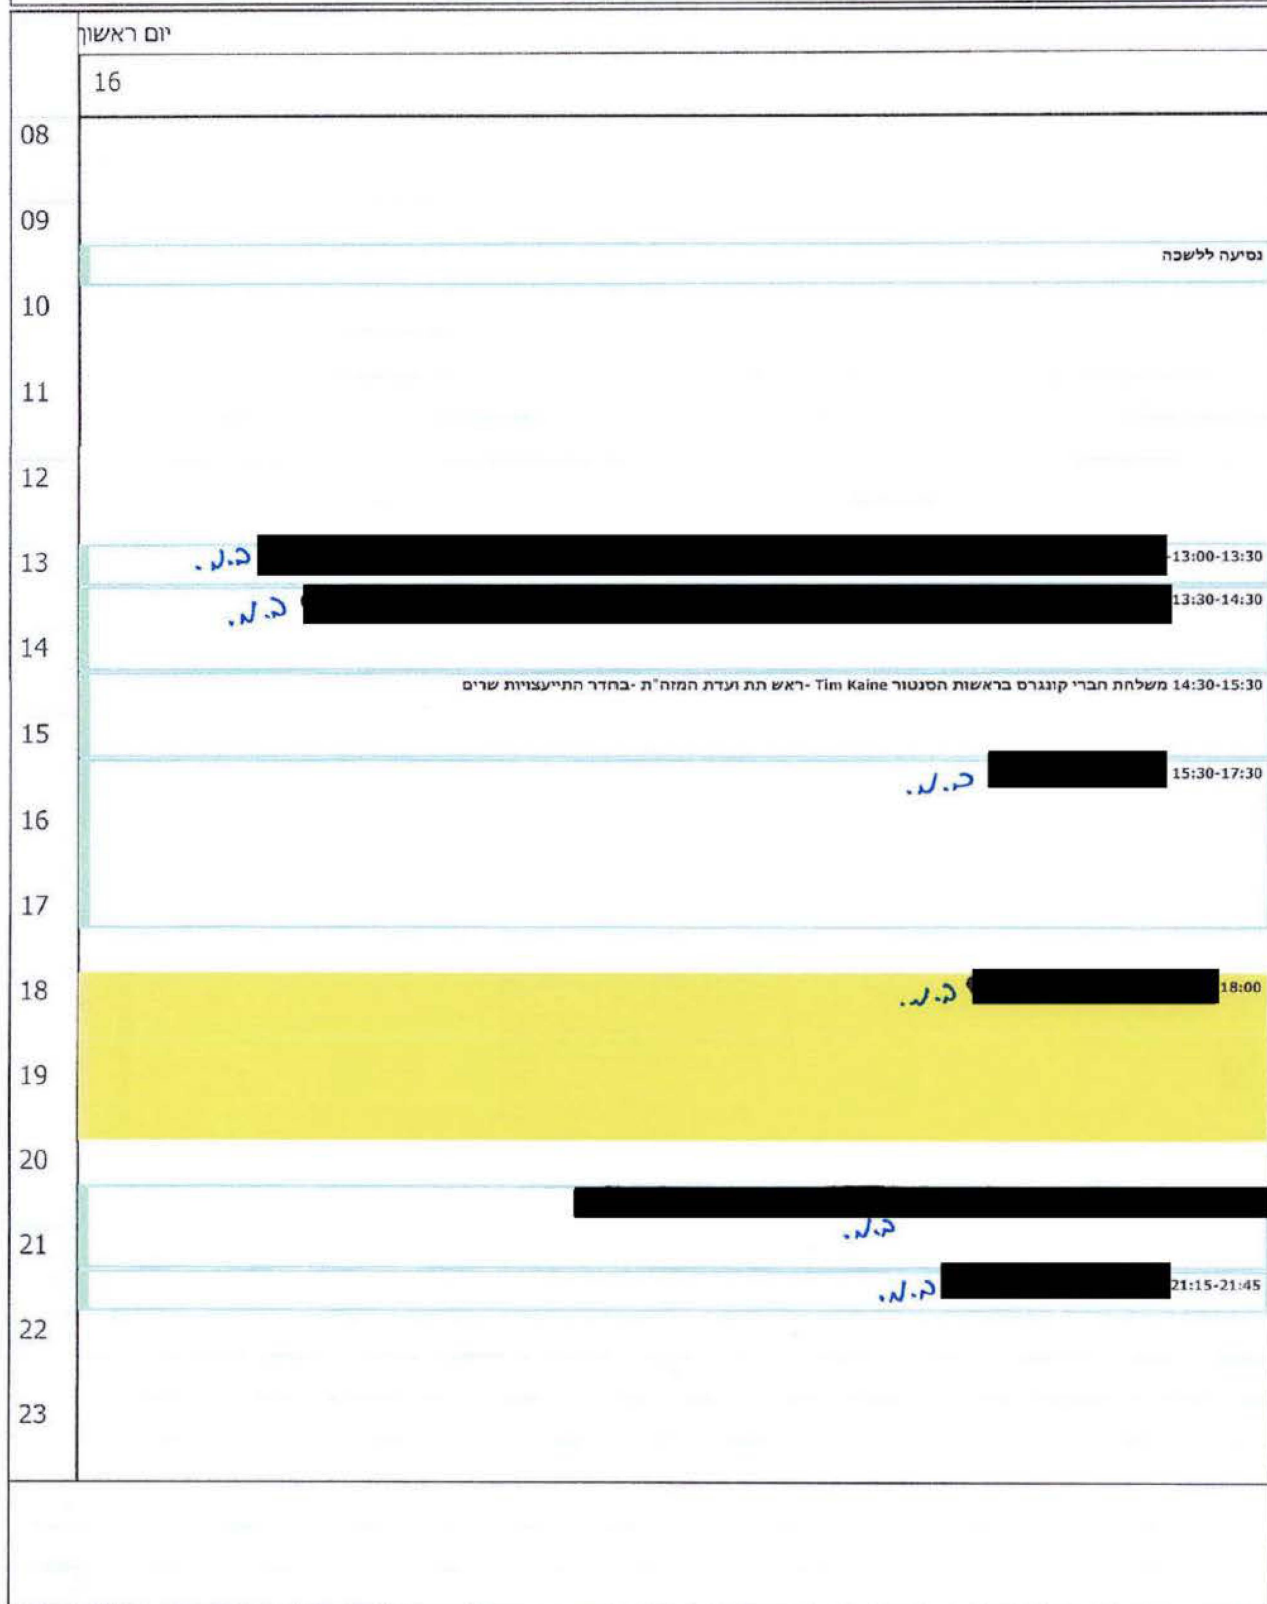 יום ראשון
16
08
09
נסיעה ללשכה
10
11
12
13
13:00-13:30-
ב.מ.
13:30-14:30
ב.מ.
14
14:30-15:30 משלחת חברי קונגרס בראשות הסנטור Tim Kaine -ראש תת ועדת המזה"ת -בחדר התייעצויות שרים
15
15:30-17:30
ב.מ.
16
17
18
18:00
ב.מ.
19
20
ב.מ.
21
21:15-21:45
ב.מ.
22
23